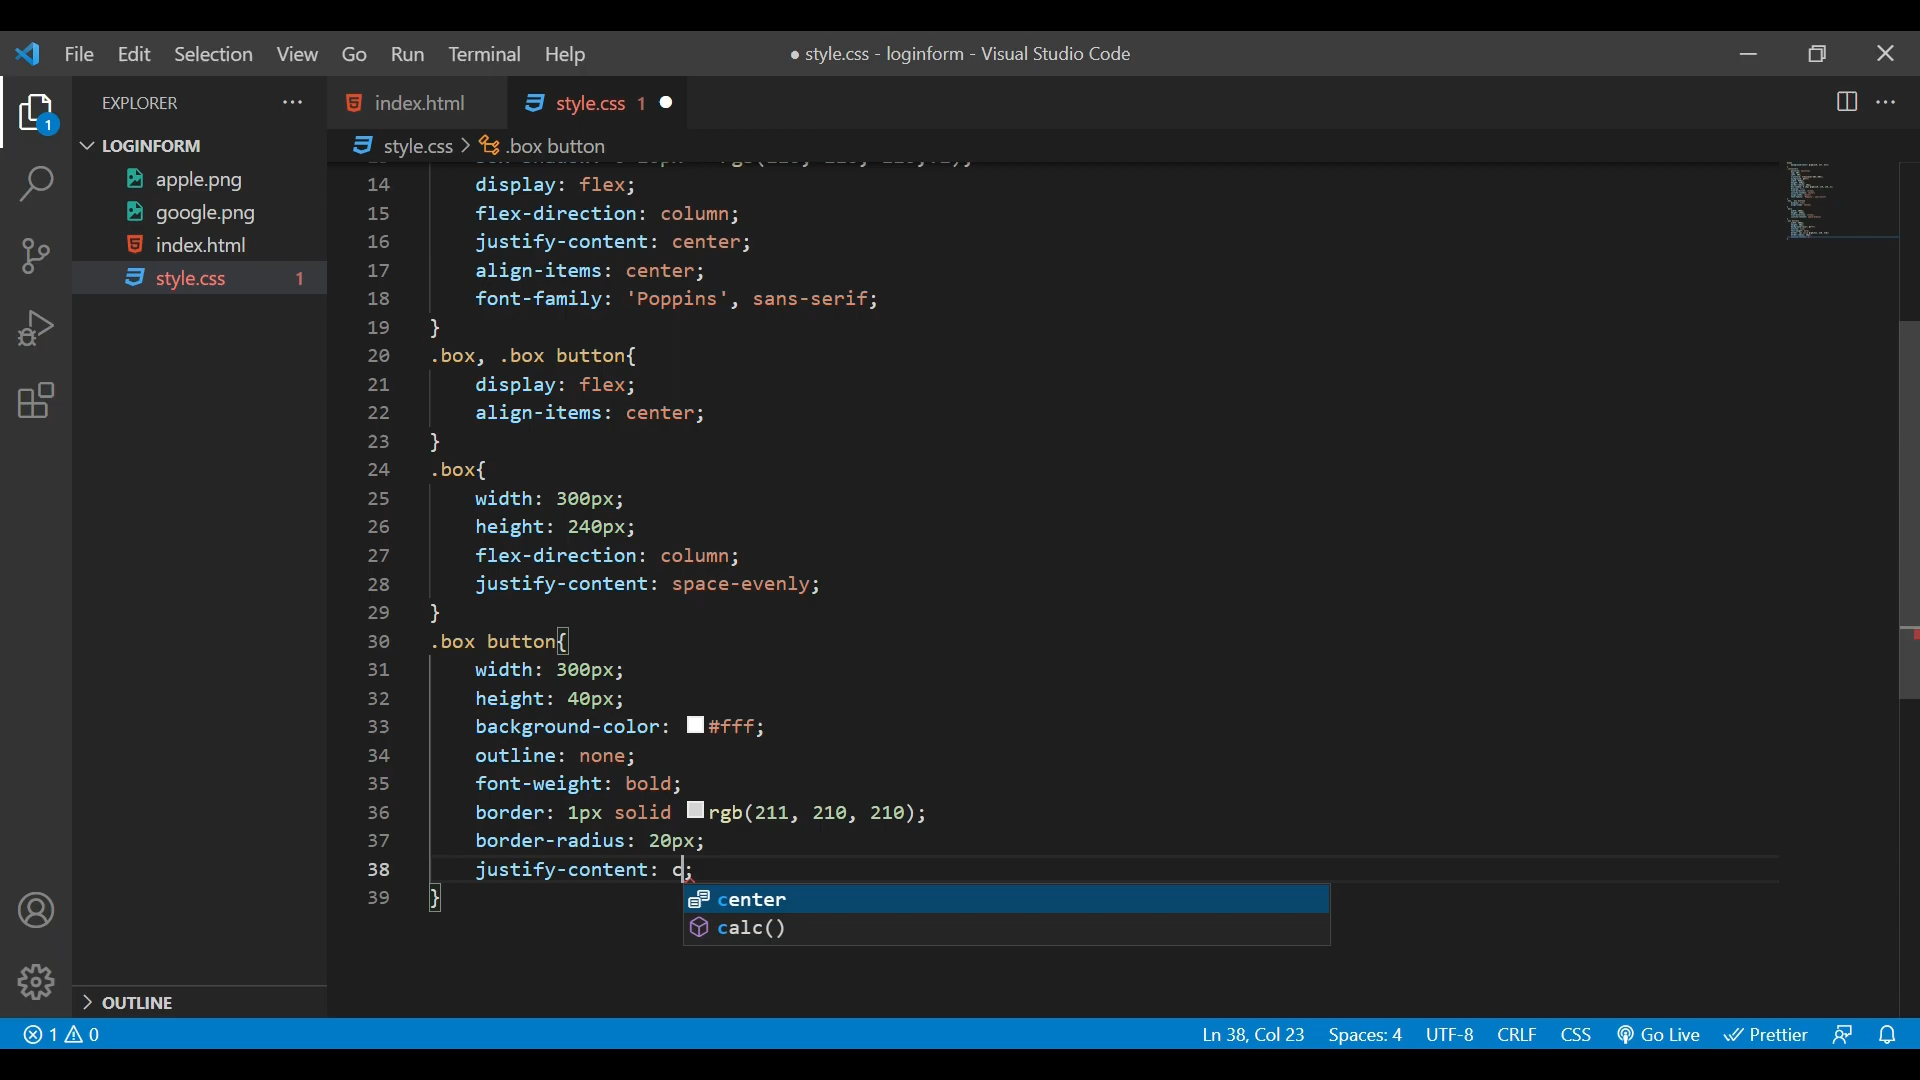 File Edit Selection View Go Run Terminal Help
● style.css - loginform - Visual Studio Code
EXPLORER ···
index.html
style.css 1
LOGINFORM
style.css > .box button
apple.png
google.png
index.html
style.css 1
14 display: flex;
15 flex-direction: column;
16 justify-content: center;
17 align-items: center;
18 font-family: 'Poppins', sans-serif;
19 }
20 .box, .box button{
21 display: flex;
22 align-items: center;
23 }
24 .box{
25 width: 300px;
26 height: 240px;
27 flex-direction: column;
28 justify-content: space-evenly;
29 }
30 .box button{
31 width: 300px;
32 height: 40px;
33 background-color: #fff;
34 outline: none;
35 font-weight: bold;
36 border: 1px solid rgb(211, 210, 210);
37 border-radius: 20px;
38 justify-content: c;
39 }
center
calc()
1
OUTLINE
1 0
Ln 38, Col 23 Spaces: 4 UTF-8 CRLF CSS Go Live Prettier